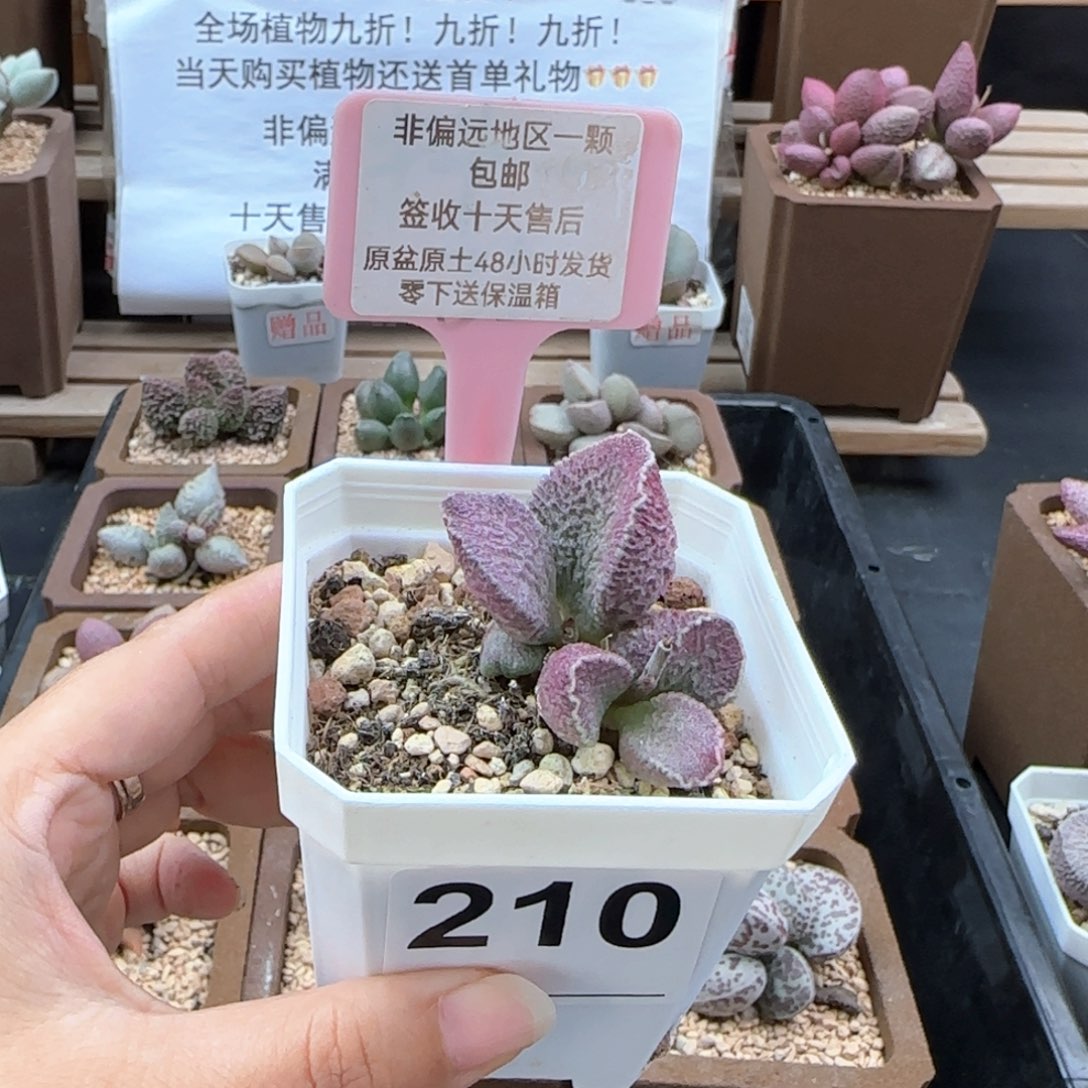 全场植物九折！九折！九折！
当天购买植物还送首单礼物🎁🎁🎁
非偏
满
十天售
非偏远地区一颗
包邮
签收十天售后
原盆原土48小时发货
零下送保温箱
赠品
赠品
210